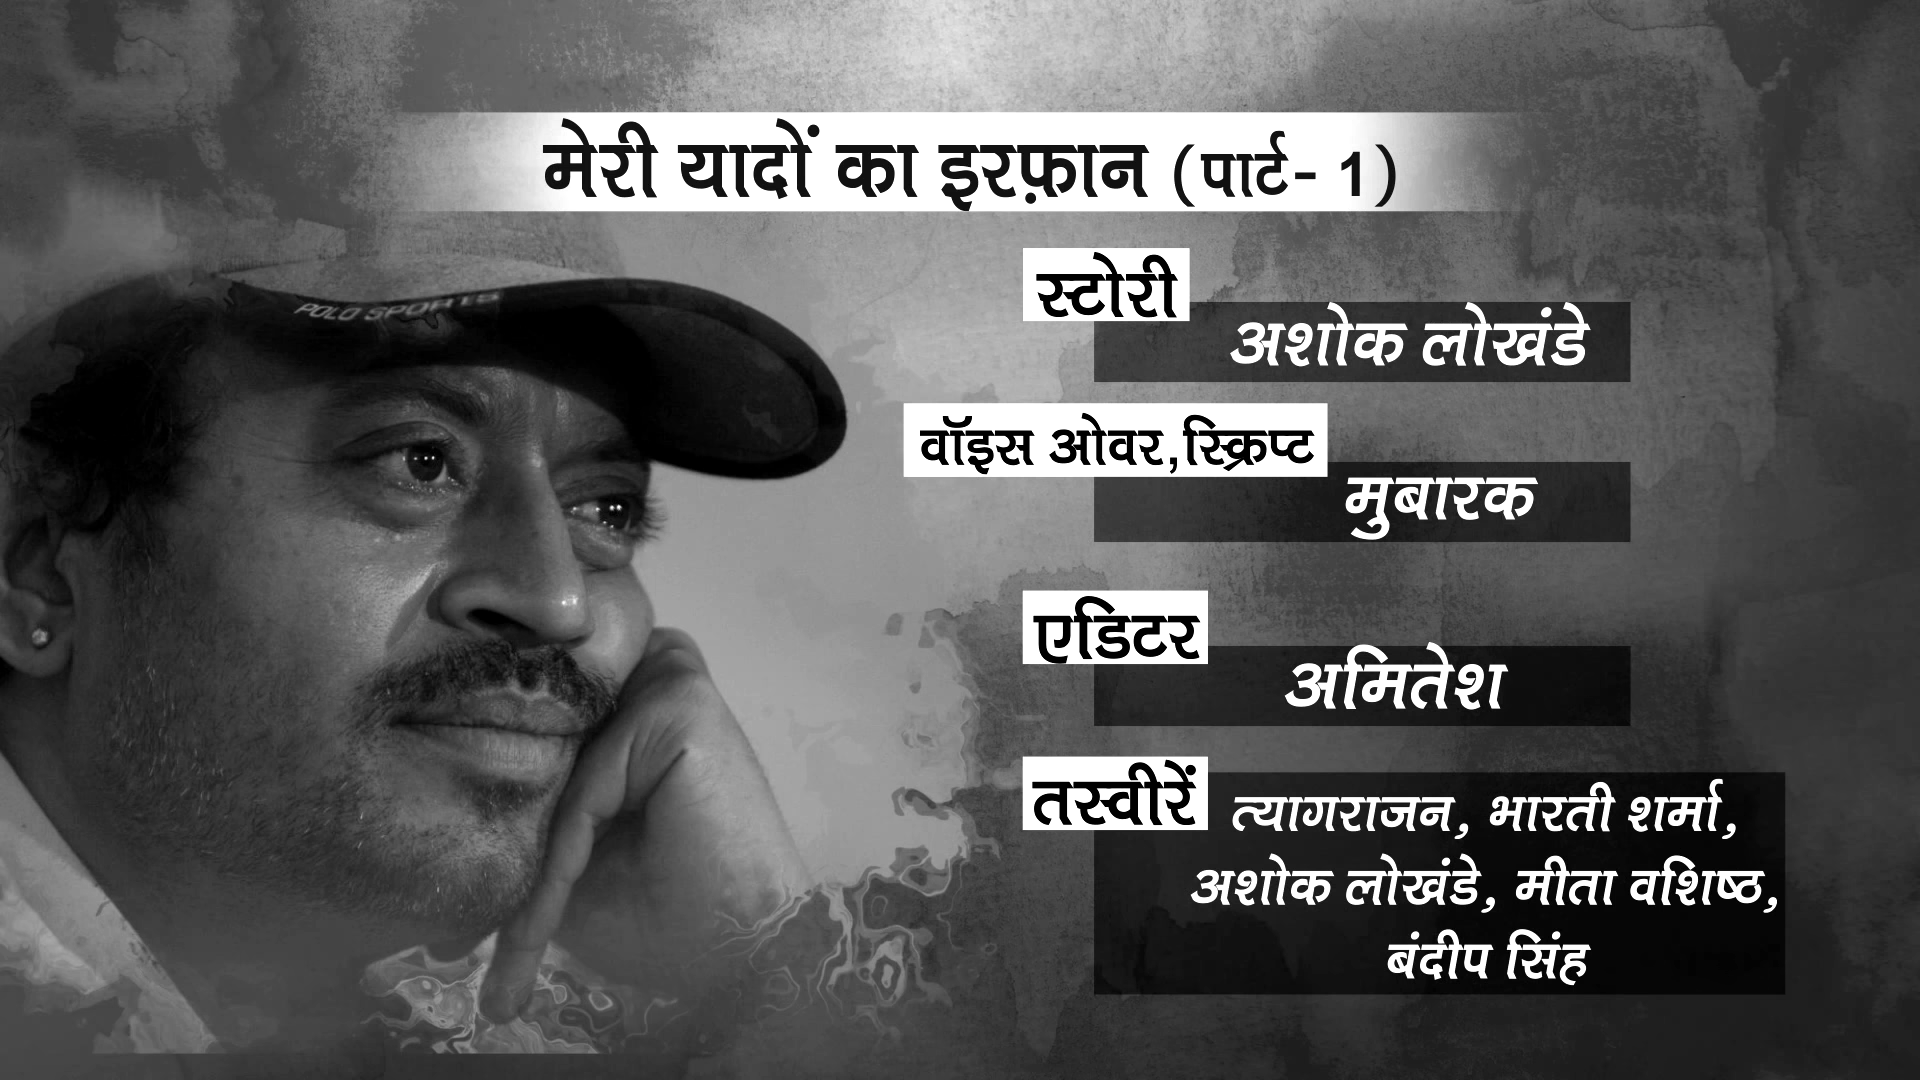 मेरी यादों का इरफ़ान (पार्ट- 1)
POLO SPORTS
स्टोरी
अशोक लोखंडे
वॉइस ओवर,स्क्रिप्ट
मुबारक
एडिटर
अमितेश
तस्वीरें
त्यागराजन, भारती शर्मा,
अशोक लोखंडे, मीता वशिष्ठ,
बंदीप सिंह